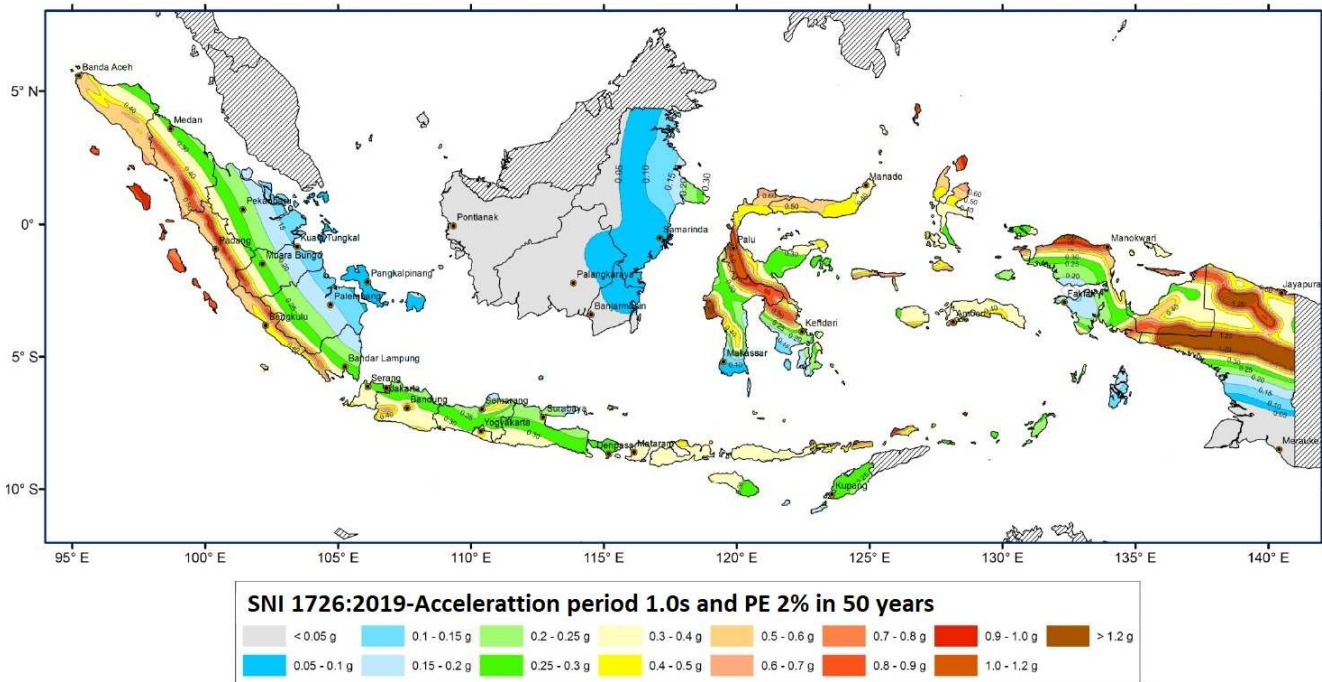 Banda Aceh
5° N
Medan
Manado
Pekanbaru
0°
Pontianak
Samarinda
Palu
Manokwari
Kuala Tungkal
Padang
Muara Bungo
Pangkalpinang
Palangkaraya
Jayapura
Palembang
Banjarmasin
Bengkulu
Kendari
5° S
Makassar
Bandar Lampung
Serang
Jakarta
Bandung
Semarang
Surabaya
Yogyakarta
Mataram
Merauke
10° S
Kupang
95° E 100° E 105° E 110° E 115° E 120° E 125° E 130° E 135° E 140° E
SNI 1726:2019-Accelerattion period 1.0s and PE 2% in 50 years
< 0.05 g 0.1 - 0.15 g 0.2 - 0.25 g 0.3 - 0.4 g 0.5 - 0.6 g 0.7 - 0.8 g 0.9 - 1.0 g > 1.2 g
0.05 - 0.1 g 0.15 - 0.2 g 0.25 - 0.3 g 0.4 - 0.5 g 0.6 - 0.7 g 0.8 - 0.9 g 1.0 - 1.2 g